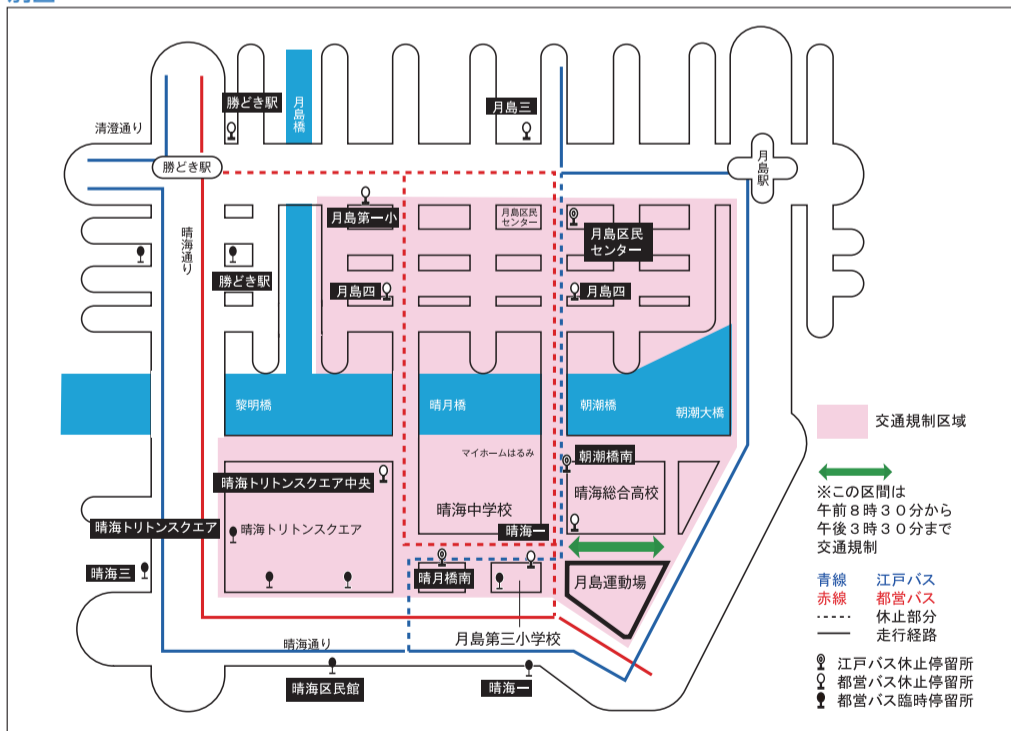 勝どき駅
月島橋
月島三
清澄通り
勝どき駅
月島駅
月島第一小
月島区民
センター
月島区民
センター
晴海通り
勝どき駅
月島四
月島四
黎明橋
晴月橋
朝潮橋
朝潮大橋
交通規制区域
マイホームはるみ
朝潮橋南
晴海トリトンスクエア中央
晴海総合高校
※この区間は
午前8時30分から
午後3時30分まで
交通規制
晴海中学校
晴海トリトンスクエア
晴海トリトンスクエア
晴海一
晴海三
晴月橋南
月島運動場
青線 江戸バス
赤線 都営バス
休止部分
走行経路
月島第三小学校
晴海通り
江戸バス休止停留所
都営バス休止停留所
都営バス臨時停留所
晴海区民館
晴海一